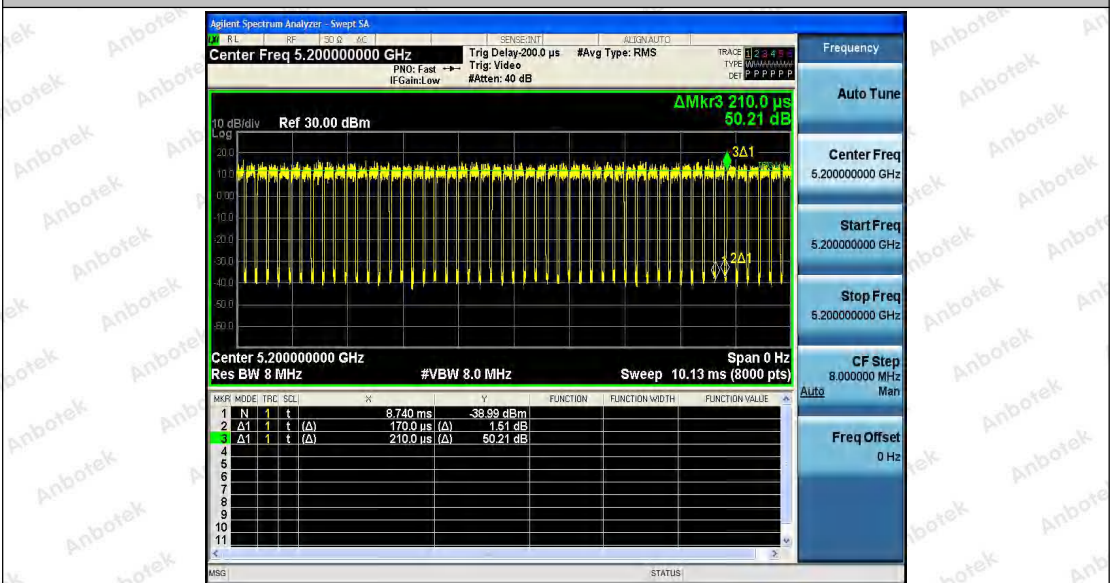 Agilent Spectrum Analyzer - Swept SA
RL RF 50 Ω AC SENSE:INT ALIGNAUTO
Center Freq 5.200000000 GHz
PNO: Fast
IFGain:Low
Trig Delay-200.0 µs
Trig: Video
#Atten: 40 dB
#Avg Type: RMS
TRACE 1 2 3 4 5 6
TYPE
DET P P P P P P
Frequency
ΔMkr3 210.0 µs
50.21 dB
10 dB/div Ref 30.00 dBm
Log
20.0
10.0
0.00
-10.0
-20.0
-30.0
-40.0
-50.0
-60.0
3Δ1
1
2Δ1
Center 5.200000000 GHz
Span 0 Hz
Res BW 8 MHz
#VBW 8.0 MHz
Sweep 10.13 ms (8000 pts)
MKR MODE TRC SCL X Y FUNCTION FUNCTION WIDTH FUNCTION VALUE
1 N 1 t 8.740 ms -38.99 dBm
2 Δ1 1 t (Δ) 170.0 µs (Δ) 1.51 dB
3 Δ1 1 t (Δ) 210.0 µs (Δ) 50.21 dB
4
5
6
7
8
9
10
11
MSG
STATUS
Auto Tune
Center Freq
5.200000000 GHz
Start Freq
5.200000000 GHz
Stop Freq
5.200000000 GHz
CF Step
8.000000 MHz
Auto Man
Freq Offset
0 Hz
Anbotek